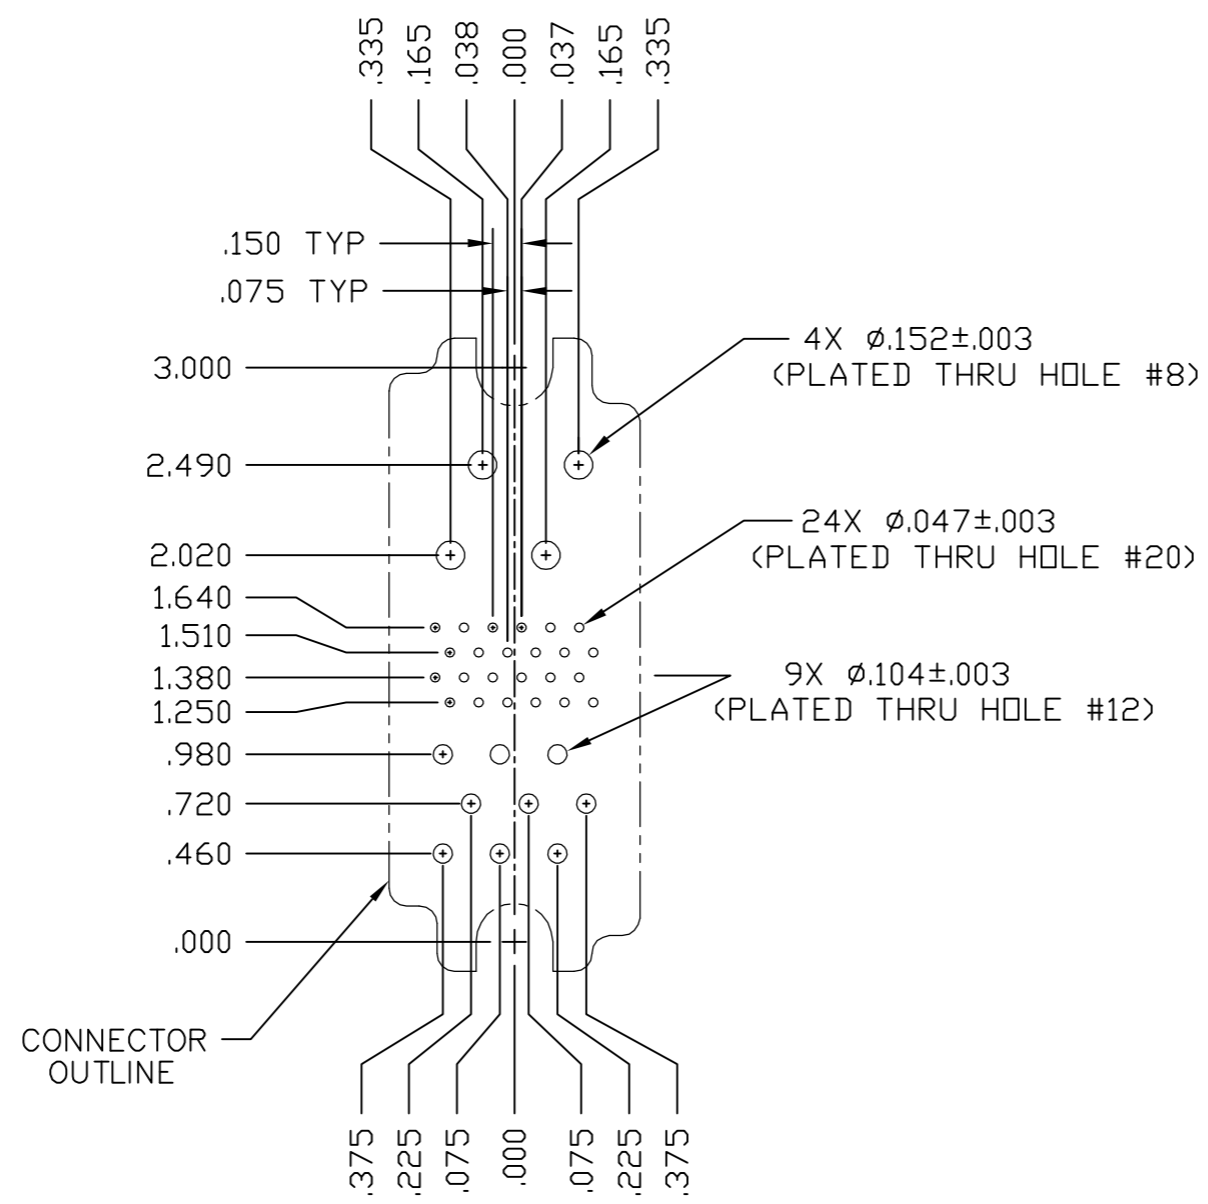 .335
.165
.038
.000
.037
.165
.335
.150 TYP
.075 TYP
4X Ø.152±.003
(PLATED THRU HOLE #8)
3.000
2.490
24X Ø.047±.003
(PLATED THRU HOLE #20)
2.020
1.640
1.510
1.380
1.250
9X Ø.104±.003
(PLATED THRU HOLE #12)
.980
.720
.460
.000
CONNECTOR
OUTLINE
.375
.225
.075
.000
.075
.225
.375